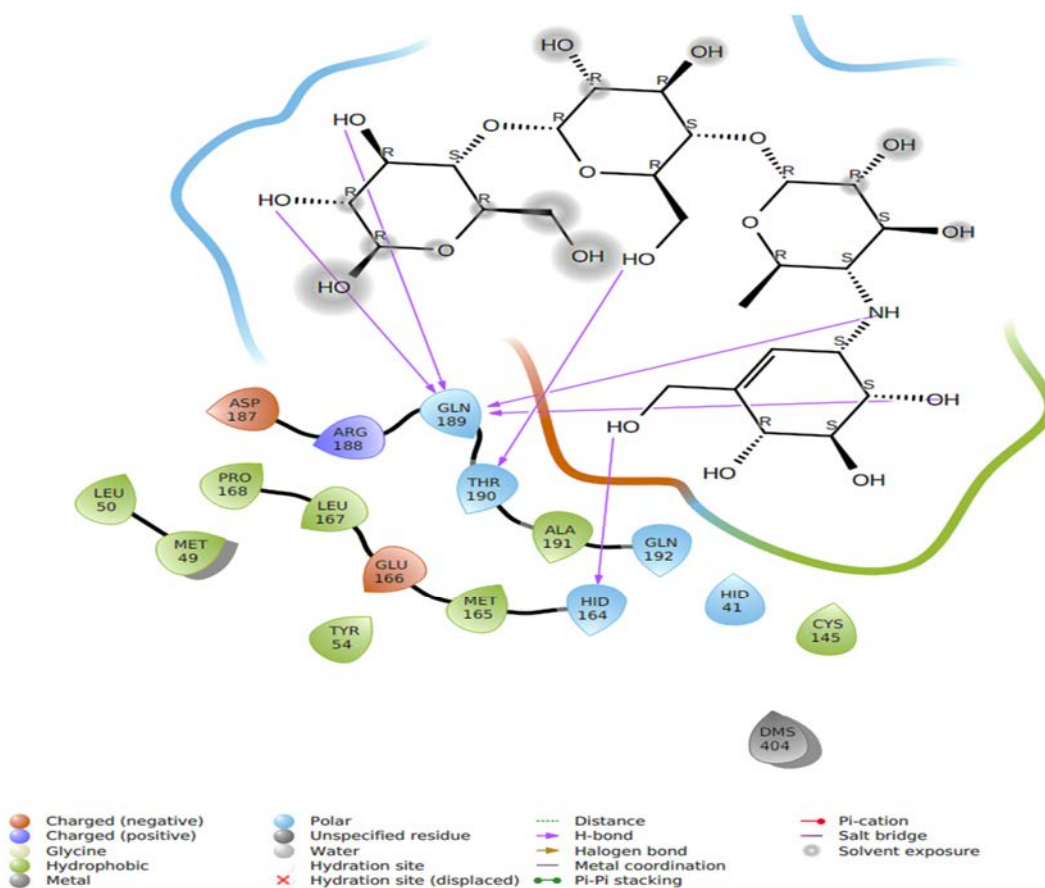 HO
OH
R
R
HO
R
S
O
R
R
S
O
OH
HO
R
R
O
R
R
R
O
S
OH
R
O
OH
HO
R
S
HO
NH
S
S
OH
HO
R
S
HO
OH
ASP
187
ARG
188
GLN
189
PRO
168
LEU
50
LEU
167
THR
190
MET
49
ALA
191
GLN
192
GLU
166
MET
165
HID
164
HID
41
TYR
54
CYS
145
DMS
404
Charged (negative)
Charged (positive)
Glycine
Hydrophobic
Metal
Polar
Unspecified residue
Water
Hydration site
Hydration site (displaced)
Distance
H-bond
Halogen bond
Metal coordination
Pi-Pi stacking
Pi-cation
Salt bridge
Solvent exposure